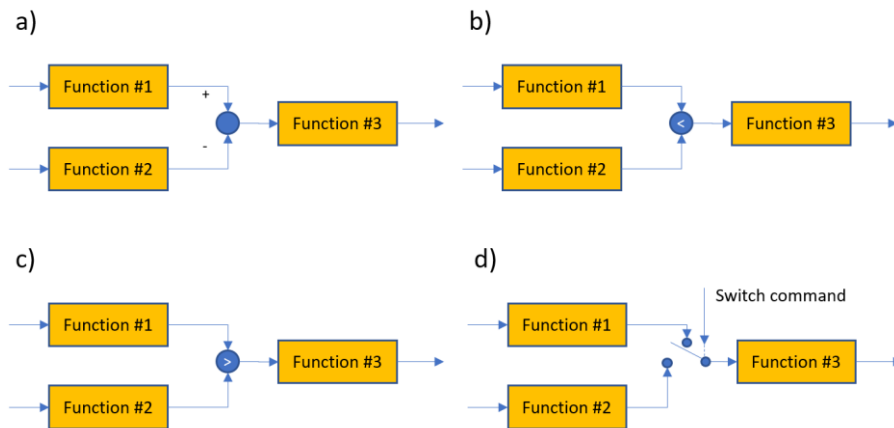 a)
b)
Function #1
+
-
Function #2
Function #3
Function #1
<
Function #2
Function #3
c)
d)
Function #1
>
Function #2
Function #3
Switch command
Function #1
Function #2
Function #3